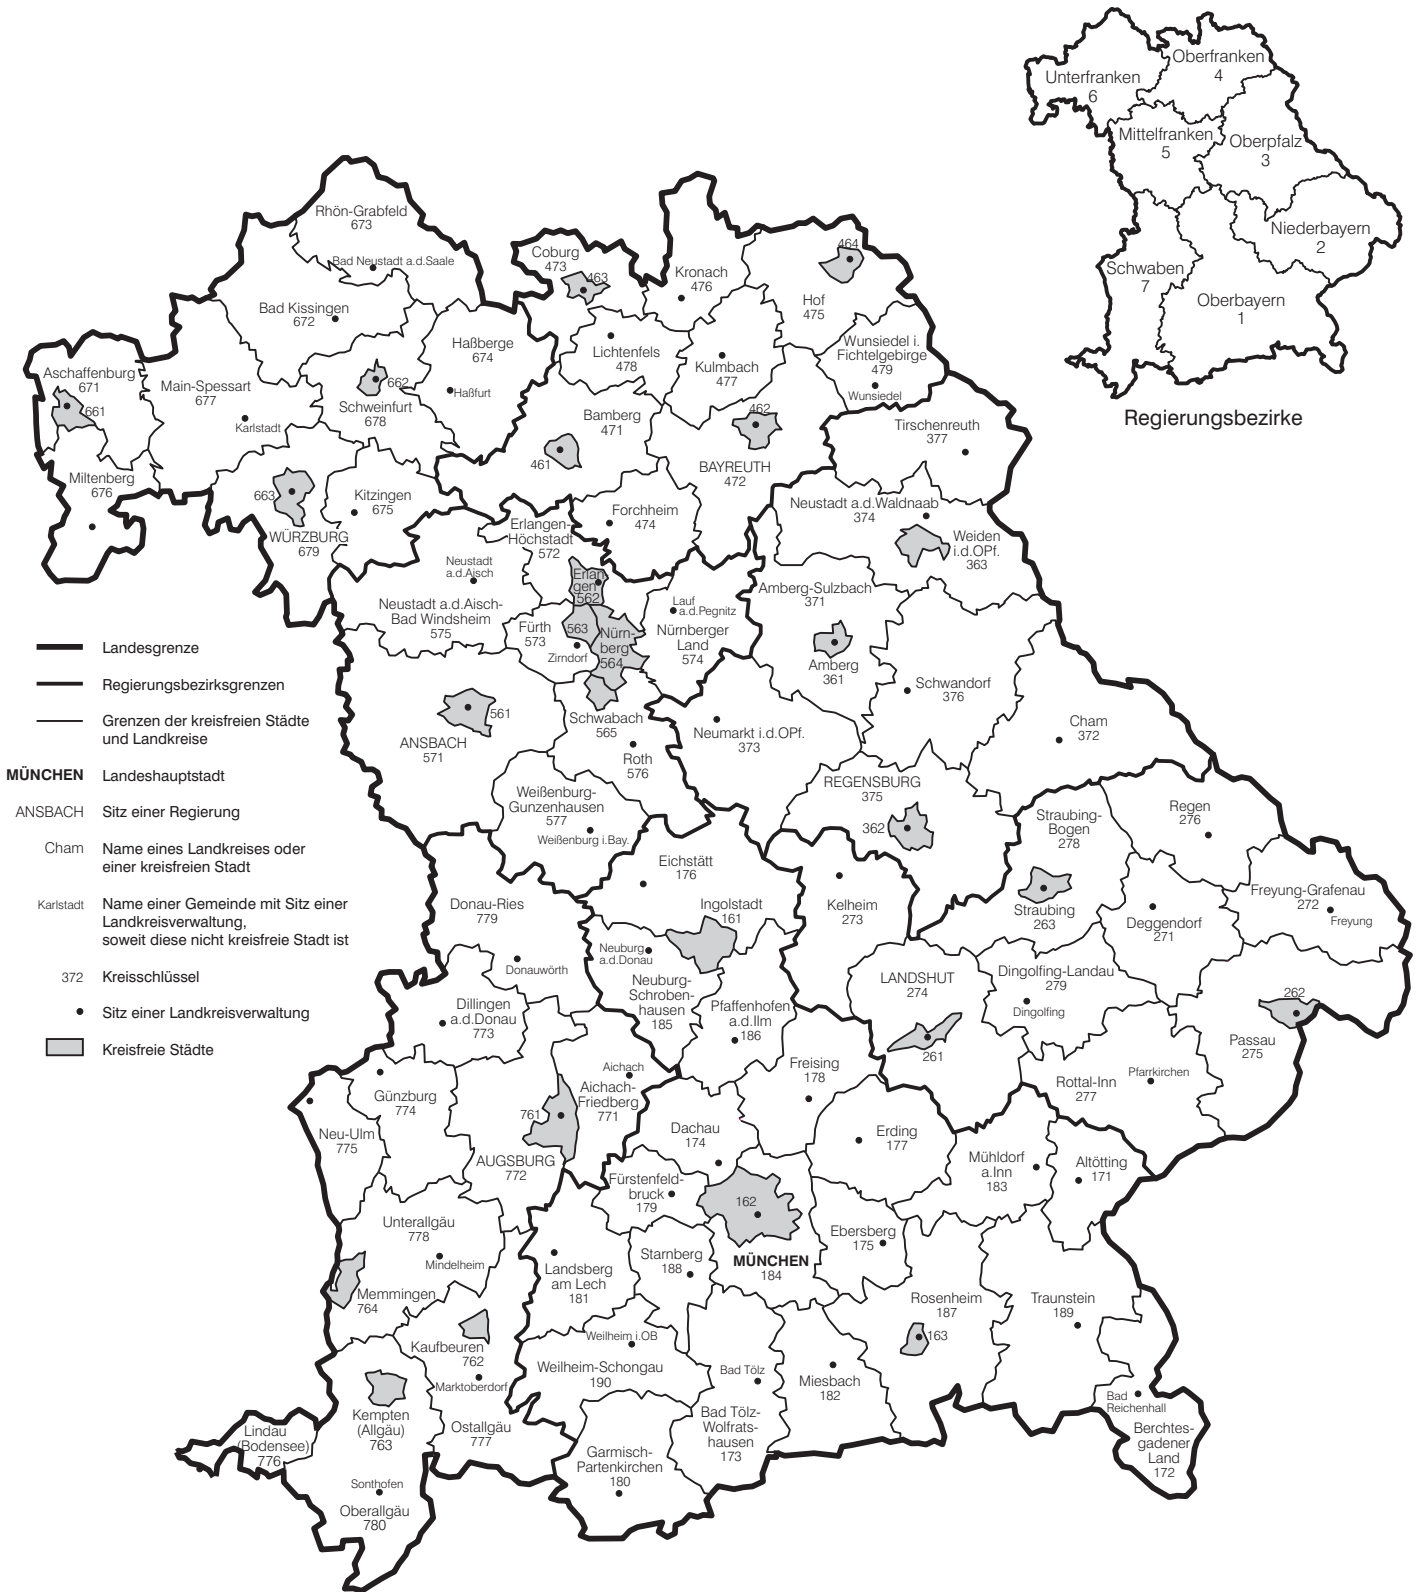 Oberfranken
4
Unterfranken
6
Mittelfranken
5
Oberpfalz
3
Niederbayern
2
Schwaben
7
Oberbayern
1
Regierungsbezirke
Rhön-Grabfeld
673
Bad Neustadt a.d.Saale
Bad Kissingen
672
Haßberge
674
Haßfurt
Aschaffenburg
671
661
Main-Spessart
677
Karlstadt
662
Schweinfurt
678
Miltenberg
676
663
WÜRZBURG
679
Kitzingen
675
Coburg
473
463
Kronach
476
464
Hof
475
Lichtenfels
478
Kulmbach
477
Wunsiedel i.
Fichtelgebirge
479
Wunsiedel
Bamberg
471
461
462
BAYREUTH
472
Forchheim
474
Tirschenreuth
377
Neustadt a.d.Waldnaab
374
Weiden
i.d.OPf.
363
Erlangen-
Höchstadt
572
Neustadt
a.d.Aisch
Neustadt a.d.Aisch-
Bad Windsheim
575
Erlan
gen
562
Fürth
573
563
Zirndorf
Nürn-
berg
564
Lauf
a.d.Pegnitz
Nürnberger
Land
574
Amberg-Sulzbach
371
Amberg
361
Schwandorf
376
Cham
372
561
ANSBACH
571
Schwabach
565
Roth
576
Neumarkt i.d.OPf.
373
Weißenburg-
Gunzenhausen
577
Weißenburg i.Bay.
REGENSBURG
375
362
Landesgrenze
Regierungsbezirksgrenzen
Grenzen der kreisfreien Städte
und Landkreise
MÜNCHEN Landeshauptstadt
ANSBACH Sitz einer Regierung
Cham Name eines Landkreises oder
einer kreisfreien Stadt
Karlstadt Name einer Gemeinde mit Sitz einer
Landkreisverwaltung,
soweit diese nicht kreisfreie Stadt ist
372 Kreisschlüssel
Sitz einer Landkreisverwaltung
Kreisfreie Städte
Straubing-
Bogen
278
Regen
276
Straubing
263
Deggendorf
271
Freyung-Grafenau
272
Freyung
Eichstätt
176
Ingolstadt
161
Kelheim
273
Donau-Ries
779
Donauwörth
Neuburg
a.d.Donau
Neuburg-
Schroben-
hausen
185
Pfaffenhofen
a.d.Ilm
186
LANDSHUT
274
261
Dingolfing-Landau
279
Dingolfing
262
Passau
275
Rottal-Inn
277
Pfarrkirchen
Dillingen
a.d.Donau
773
Günzburg
774
Neu-Ulm
775
Aichach
Aichach-
Friedberg
771
761
AUGSBURG
772
Freising
178
Dachau
174
Erding
177
Mühldorf
a.Inn
183
Altötting
171
Fürstenfeld-
bruck
179
162
MÜNCHEN
184
Ebersberg
175
Unterallgäu
778
Mindelheim
Memmingen
764
Landsberg
am Lech
181
Starnberg
188
Rosenheim
187
163
Traunstein
189
Kaufbeuren
762
Marktoberdorf
Weilheim i.OB
Weilheim-Schongau
190
Bad Tölz
Bad Tölz-
Wolfrats-
hausen
173
Miesbach
182
Bad
Reichenhall
Berchtes-
gadener
Land
172
Lindau
(Bodensee)
776
Kempten
(Allgäu)
763
Ostallgäu
777
Garmisch-
Partenkirchen
180
Sonthofen
Oberallgäu
780